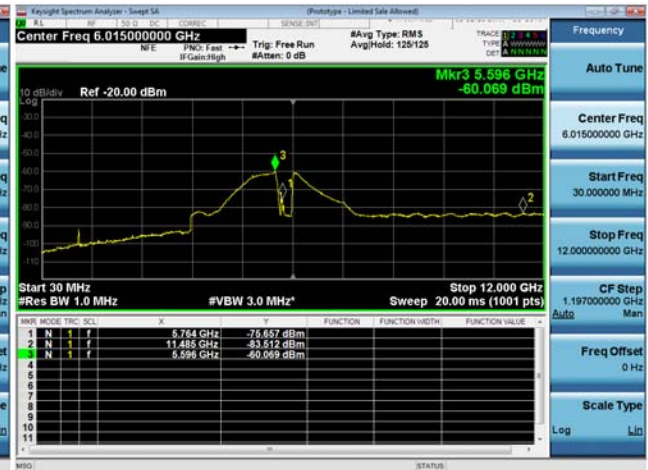 Keysight Spectrum Analyzer - Swept SA
(Prototype - Limited Sale Allowed)
RL RF 50 Ω DC CORREC SENSE:INT
Center Freq 6.015000000 GHz
NFE PNO: Fast
IFGain:High
Trig: Free Run
#Atten: 0 dB
#Avg Type: RMS
Avg|Hold: 125/125
TRACE 1 2 3 4 5 6
TYPE A WWWWW
DET A N N N N N
Mkr3 5.596 GHz
-60.069 dBm
10 dB/div Ref -20.00 dBm
Log
-30.0
-40.0
-50.0
-60.0
-70.0
-80.0
-90.0
-100
-110
3
1
2
Start 30 MHz
#Res BW 1.0 MHz
#VBW 3.0 MHz*
Stop 12.000 GHz
Sweep 20.00 ms (1001 pts)
MKR MODE TRC SCL X Y FUNCTION FUNCTION WIDTH FUNCTION VALUE
1 N 1 f 5.764 GHz -75.657 dBm
2 N 1 f 11.485 GHz -83.512 dBm
3 N 1 f 5.596 GHz -60.069 dBm
4
5
6
7
8
9
10
11
MSG
STATUS
Frequency
Auto Tune
Center Freq
6.015000000 GHz
Start Freq
30.000000 MHz
Stop Freq
12.000000000 GHz
CF Step
1.197000000 GHz
Auto Man
Freq Offset
0 Hz
Scale Type
Log Lin